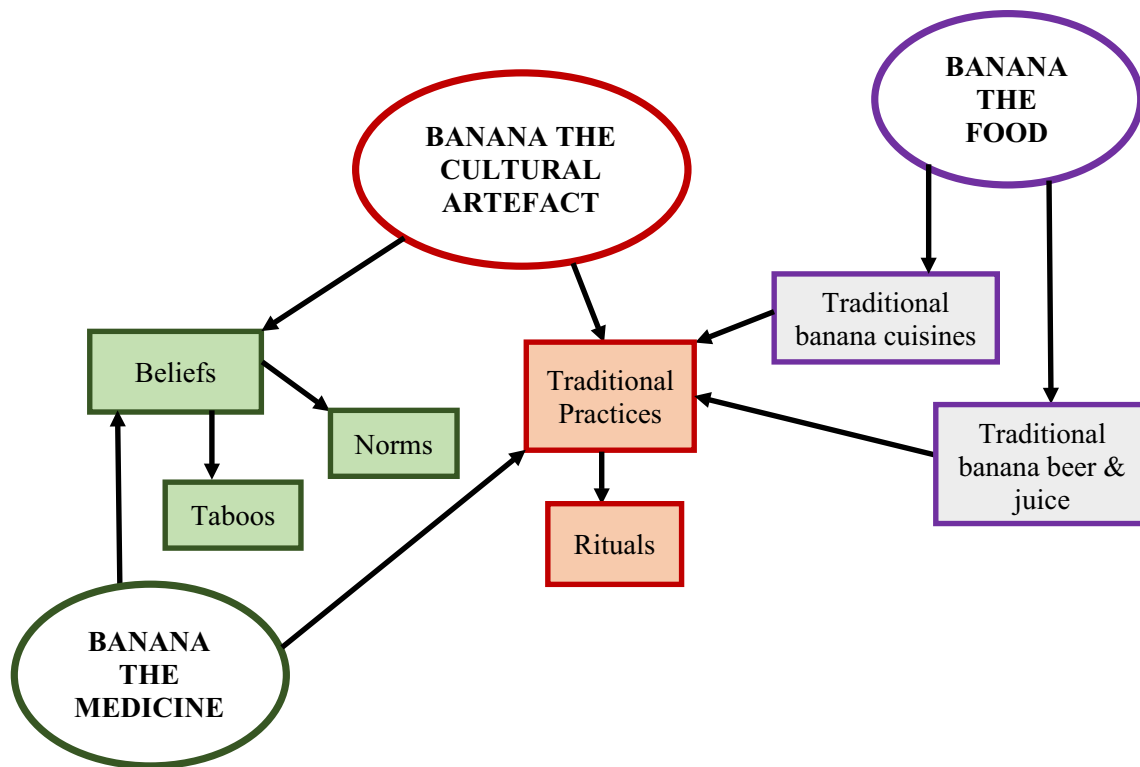 BANANA
THE
FOOD
BANANA THE
CULTURAL
ARTEFACT
Traditional
banana cuisines
Beliefs
Traditional
Practices
Norms
Traditional
banana beer &
juice
Taboos
Rituals
BANANA
THE
MEDICINE